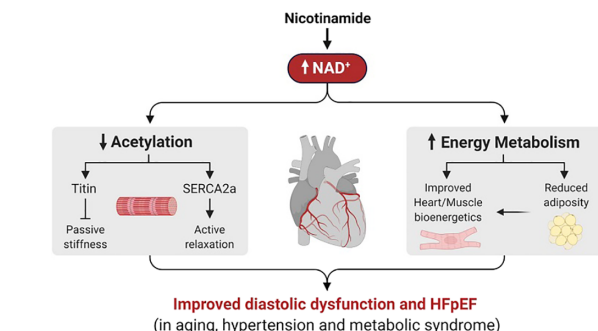 Nicotinamide
↑ NAD⁺
↓ Acetylation
Titin
SERCA2a
Passive
stiffness
Active
relaxation
↑ Energy Metabolism
Improved
Heart/Muscle
bioenergetics
Reduced
adiposity
Improved diastolic dysfunction and HFpEF
(in aging, hypertension and metabolic syndrome)